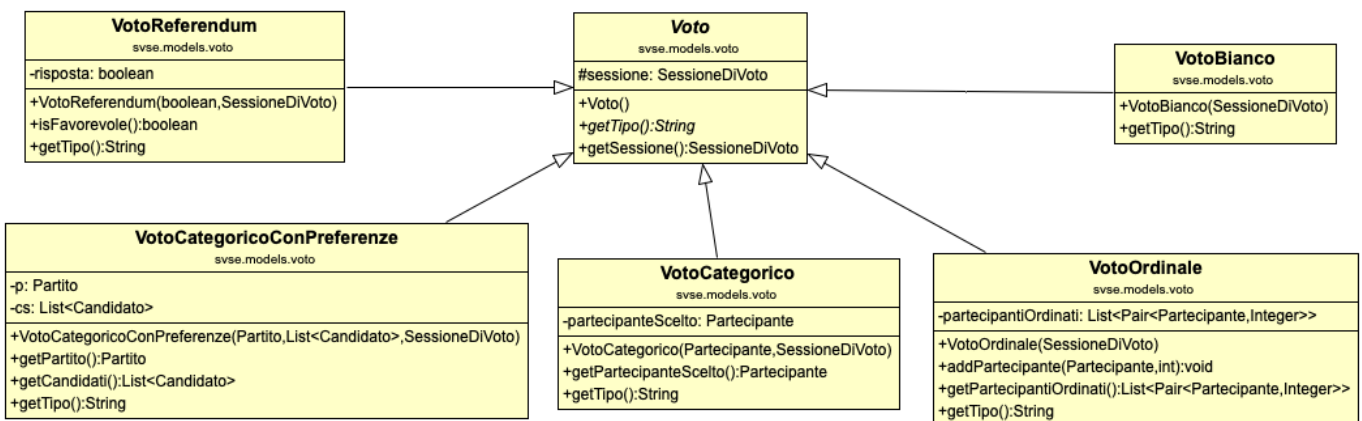 VotoReferendum
svse.models.voto
-risposta: boolean
+VotoReferendum(boolean,SessioneDiVoto)
+isFavorevole():boolean
+getTipo():String
Voto
svse.models.voto
#sessione: SessioneDiVoto
+Voto()
+getTipo():String
+getSessione():SessioneDiVoto
VotoBianco
svse.models.voto
+VotoBianco(SessioneDiVoto)
+getTipo():String
VotoCategoricoConPreferenze
svse.models.voto
-p: Partito
-cs: List<Candidato>
+VotoCategoricoConPreferenze(Partito,List<Candidato>,SessioneDiVoto)
+getPartito():Partito
+getCandidati():List<Candidato>
+getTipo():String
VotoCategorico
svse.models.voto
-partecipanteScelto: Partecipante
+VotoCategorico(Partecipante,SessioneDiVoto)
+getPartecipanteScelto():Partecipante
+getTipo():String
VotoOrdinale
svse.models.voto
-partecipantiOrdinati: List<Pair<Partecipante,Integer>>
+VotoOrdinale(SessioneDiVoto)
+addPartecipante(Partecipante,int):void
+getPartecipantiOrdinati():List<Pair<Partecipante,Integer>>
+getTipo():String